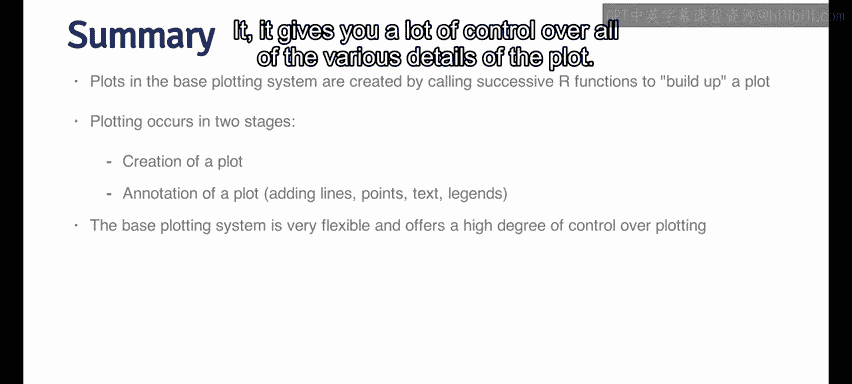 Summary
It, it gives you a lot of control over all
of the various details of the plot.
· Plots in the base plotting system are created by calling successive R functions to "build up" a plot
· Plotting occurs in two stages:
- Creation of a plot
- Annotation of a plot (adding lines, points, text, legends)
· The base plotting system is very flexible and offers a high degree of control over plotting